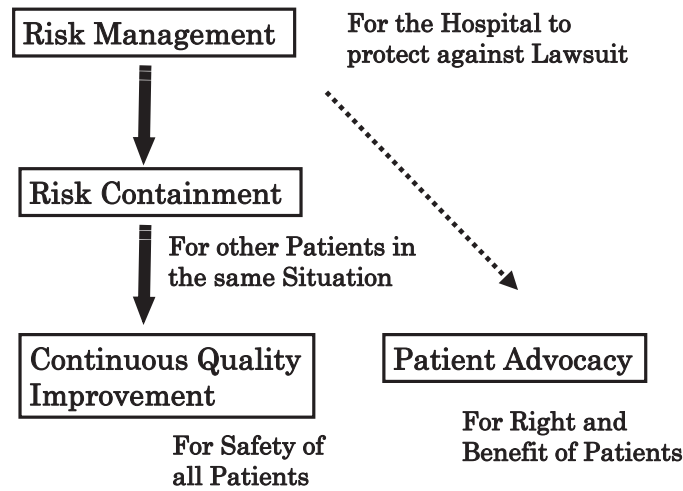 Risk Management
For the Hospital to
protect against Lawsuit
Risk Containment
For other Patients in
the same Situation
Continuous Quality
Improvement
For Safety of
all Patients
Patient Advocacy
For Right and
Benefit of Patients